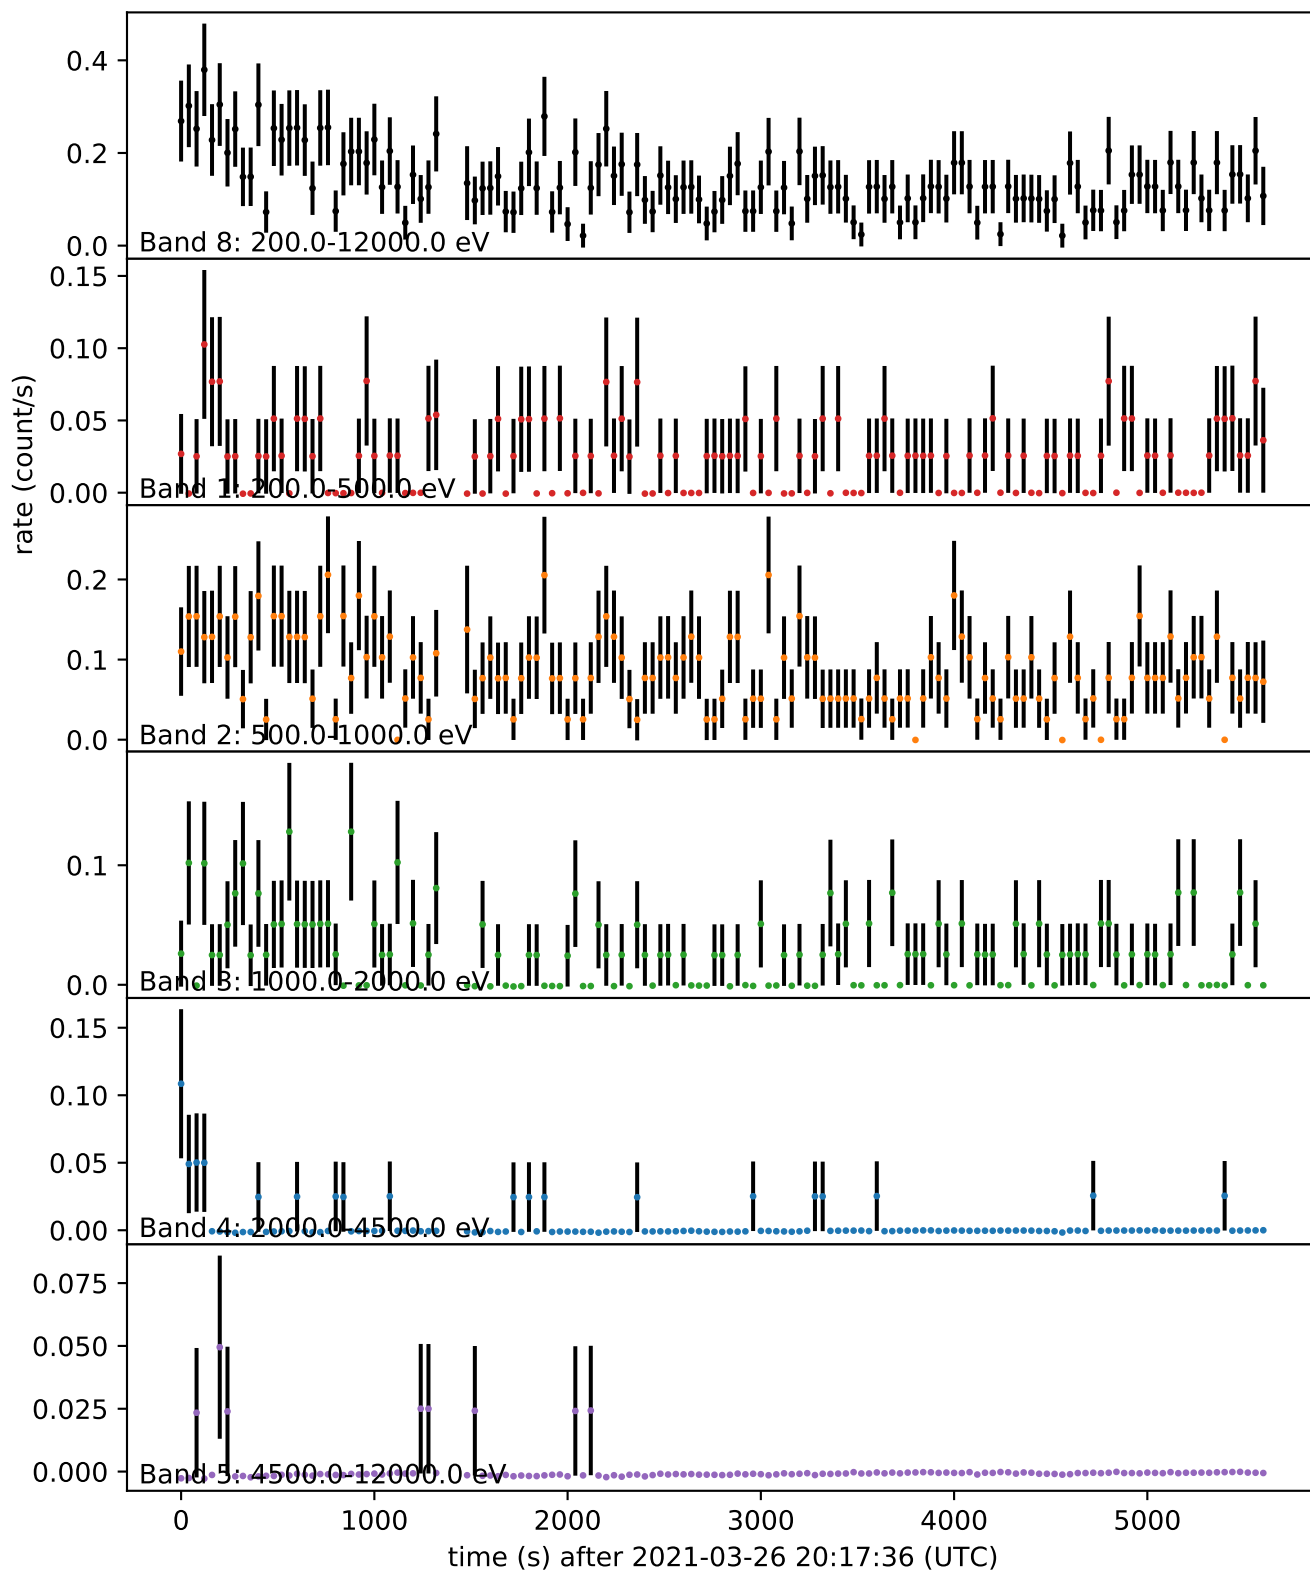 0.4
0.2
0.0
Band 8: 200.0-12000.0 eV
0.15
0.10
0.05
0.00
Band 1: 200.0-500.0 eV
rate (count/s)
0.2
0.1
0.0
Band 2: 500.0-1000.0 eV
0.1
0.0
Band 3: 1000.0-2000.0 eV
0.15
0.10
0.05
0.00
Band 4: 2000.0-4500.0 eV
0.075
0.050
0.025
0.000
Band 5: 4500.0-12000.0 eV
0 1000 2000 3000 4000 5000
time (s) after 2021-03-26 20:17:36 (UTC)